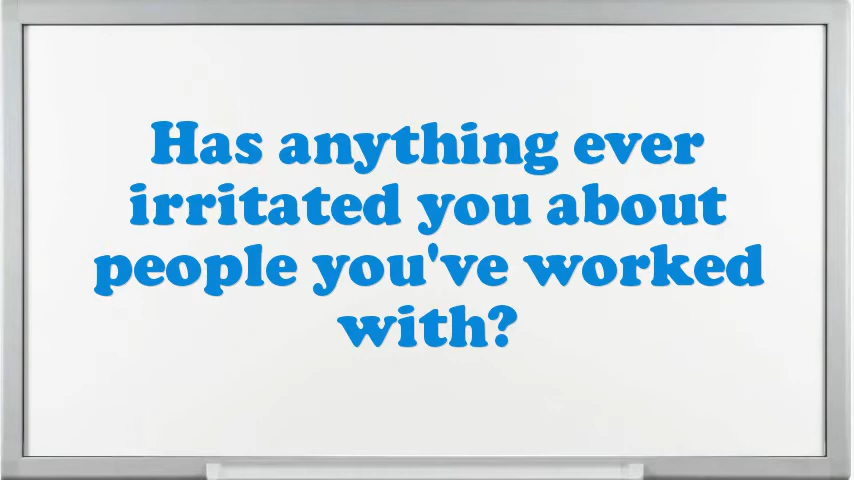 Has anything ever
irritated you about
people you've worked
with?